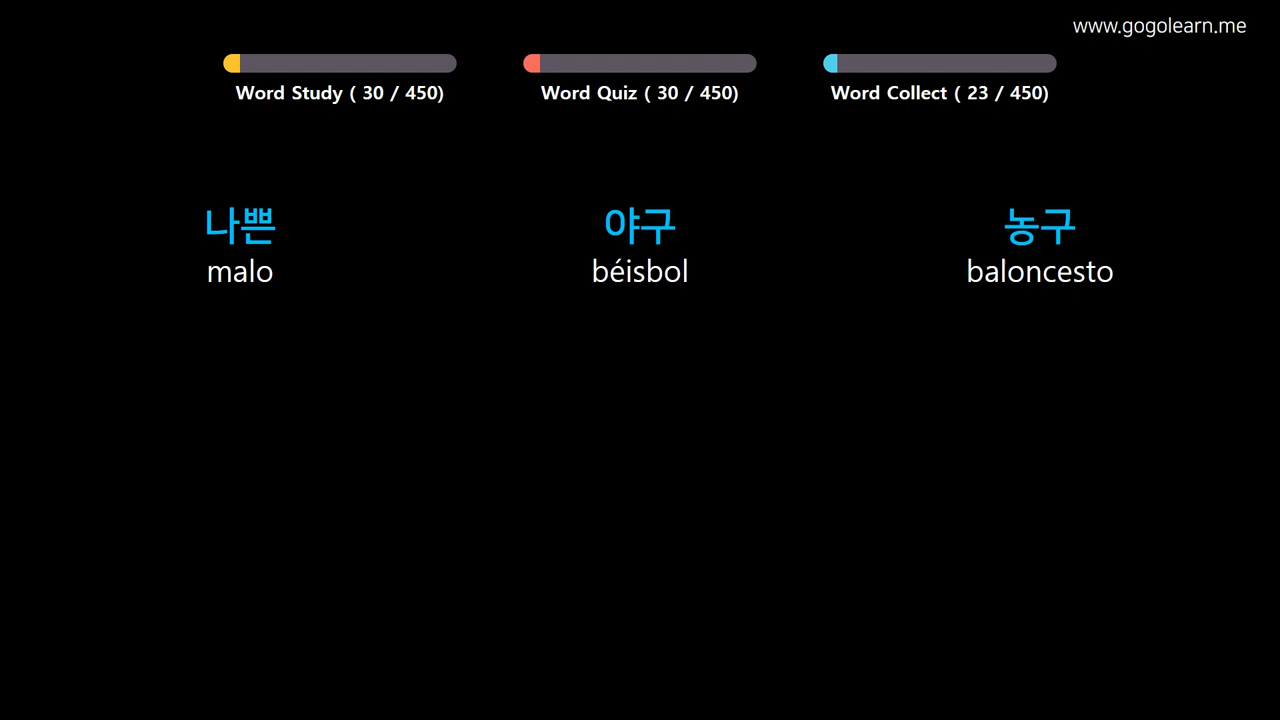 www.gogolearn.me
Word Study ( 30 / 450)
Word Quiz ( 30 / 450)
Word Collect ( 23 / 450)
나쁜
malo
야구
béisbol
농구
baloncesto